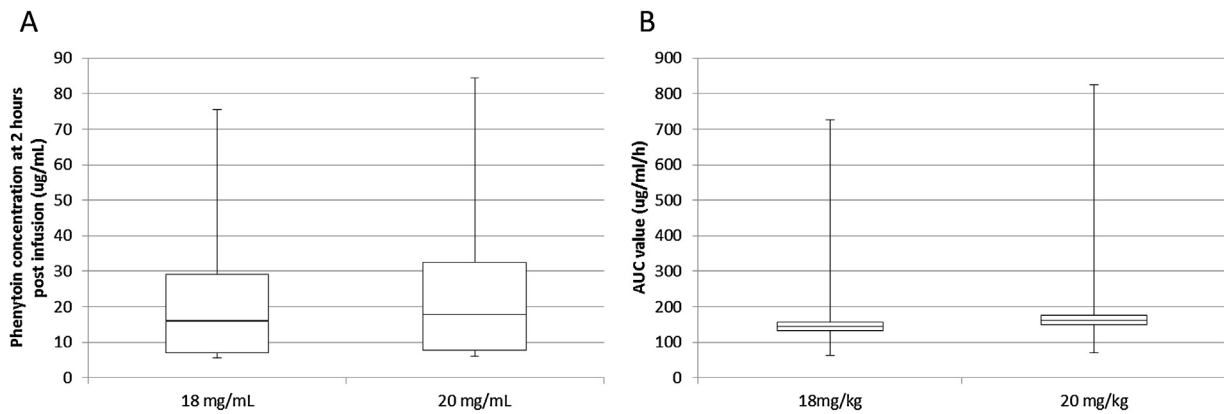 A
Phenytoin concentration at 2 hours
post infusion (ug/mL)
90
80
70
60
50
40
30
20
10
0
18 mg/mL
20 mg/mL
B
AUC value (ug/ml/h)
900
800
700
600
500
400
300
200
100
0
18mg/kg
20 mg/kg